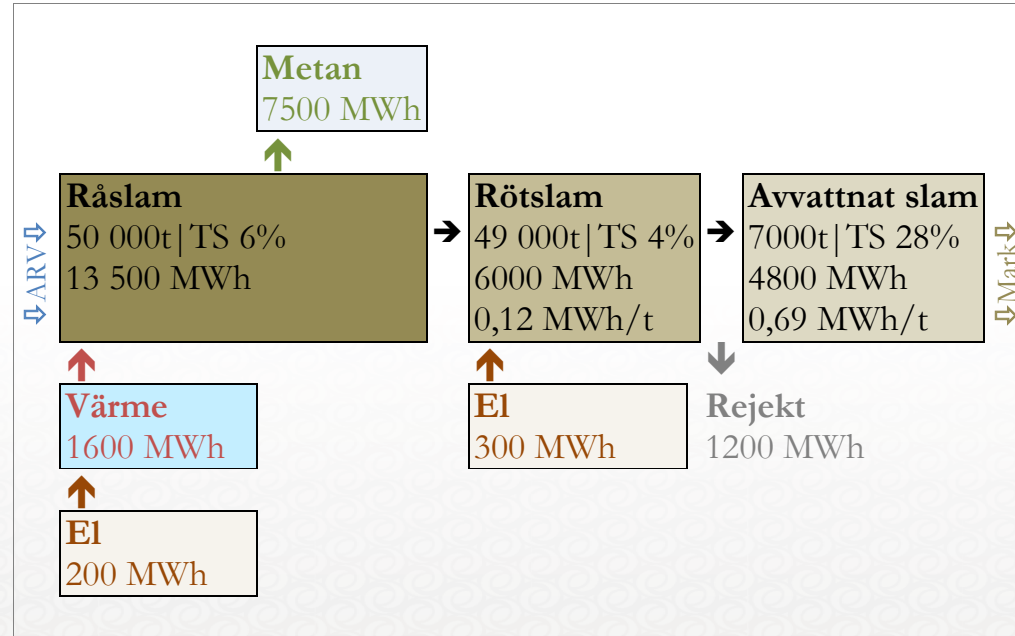 Metan
7500 MWh
ARV
Råslam
50 000t|TS 6%
13 500 MWh
Rötslam
49 000t|TS 4%
6000 MWh
0,12 MWh/t
Avvattnat slam
7000t|TS 28%
4800 MWh
0,69 MWh/t
Mark
Värme
1600 MWh
El
300 MWh
Rejekt
1200 MWh
El
200 MWh